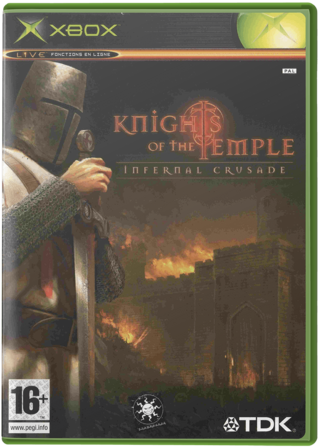 XBOX
LIVE FONCTIONS EN LIGNE
PAL
KNIGHTS
OF THE TEMPLE
INFERNAL CRUSADE
16+
www.pegi.info
TDK